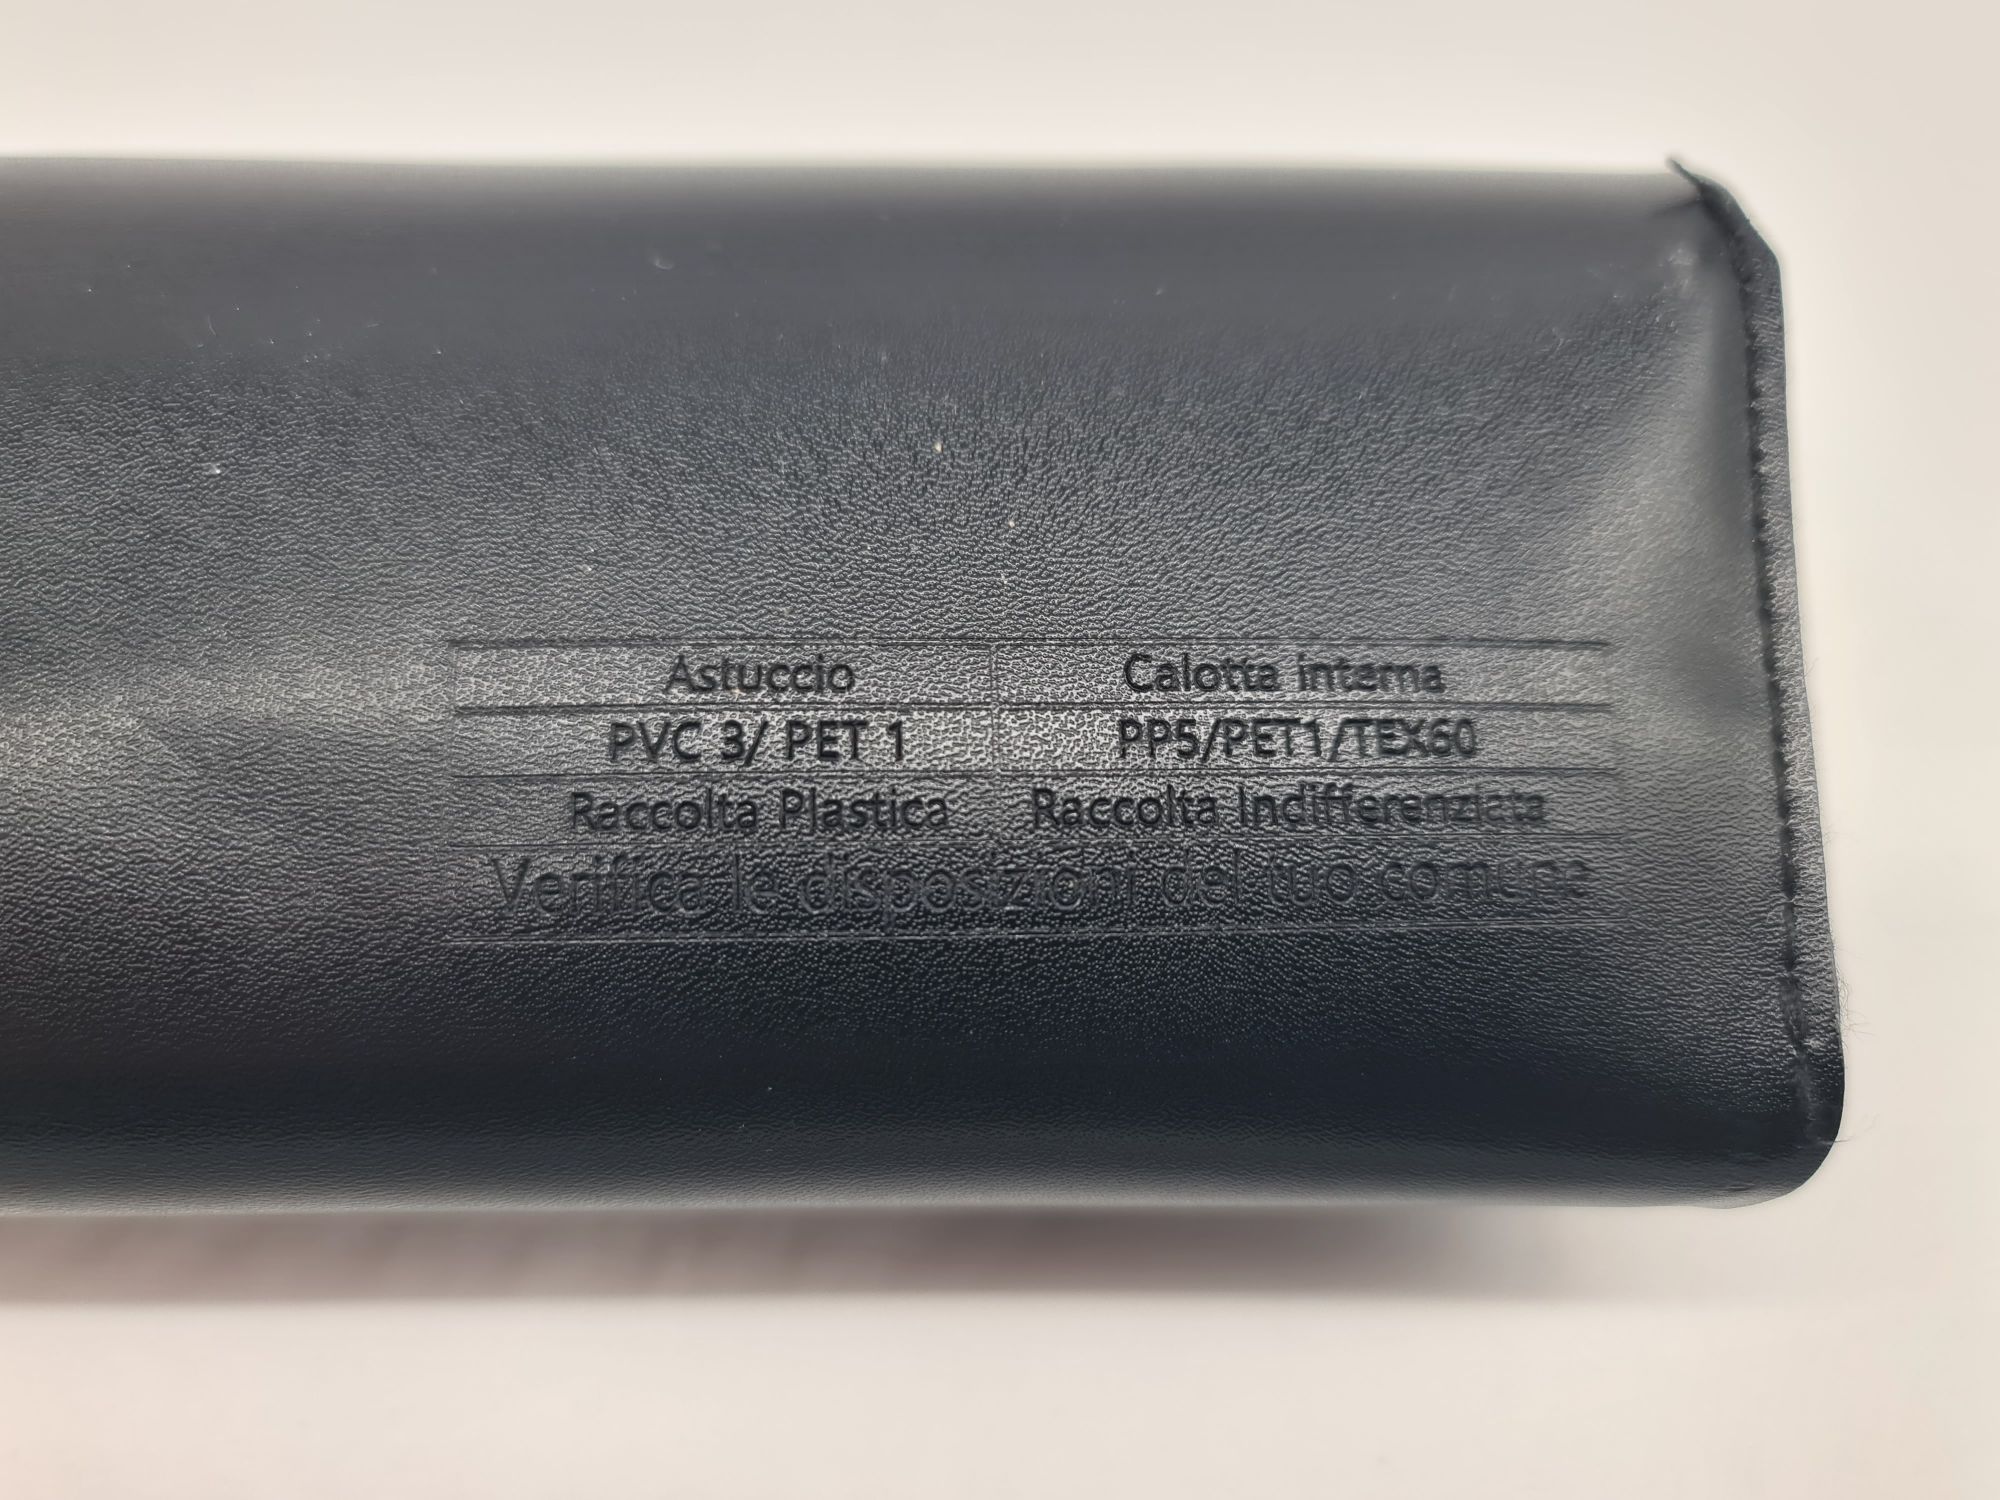 Astuccio Calotta interna
PVC 3/ PET 1 PP5/PET1/TEX60
Raccolta Plastica Raccolta Indifferenziata
Verifica le disposizioni del tuo comune